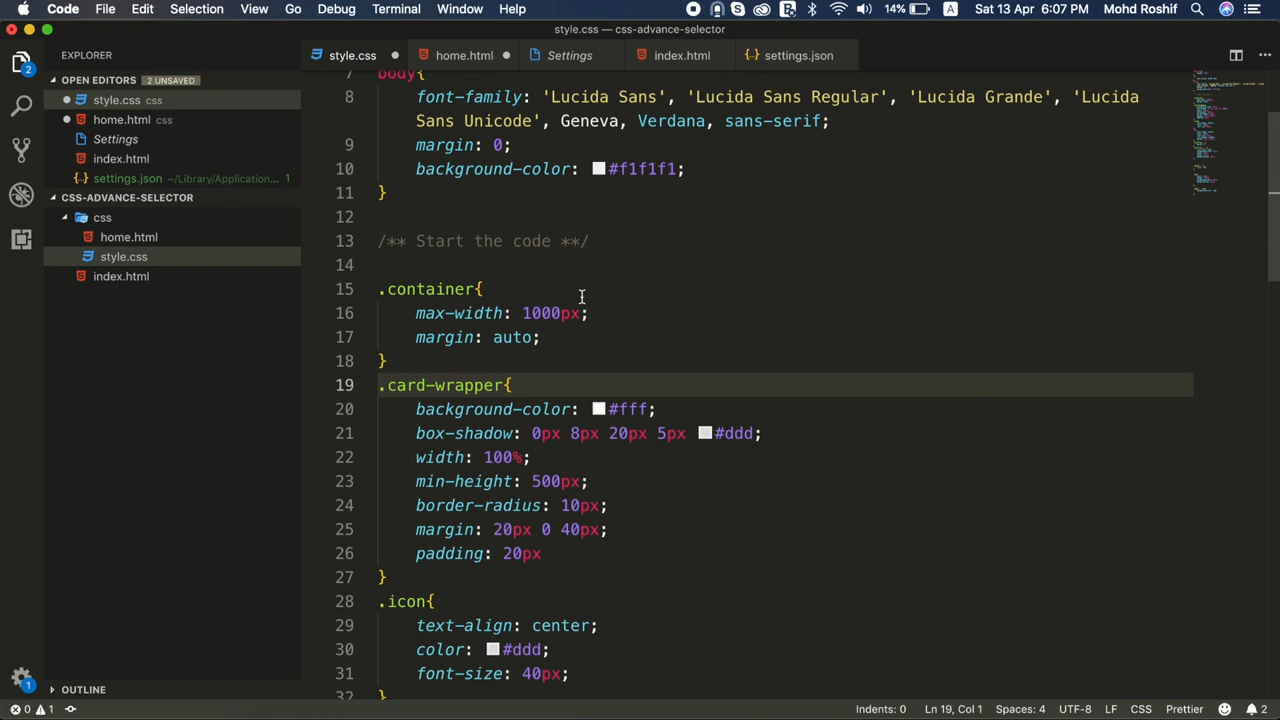 Code File Edit Selection View Go Debug Terminal Window Help 14% A Sat 13 Apr 6:07 PM Mohd Roshif
style.css — css-advance-selector
EXPLORER
style.css home.html Settings index.html settings.json
OPEN EDITORS 2 UNSAVED
style.css css
home.html css
Settings
index.html
settings.json ~/Library/Application... 1
CSS-ADVANCE-SELECTOR
css
home.html
style.css
index.html
OUTLINE
7 body{
8 font-family: 'Lucida Sans', 'Lucida Sans Regular', 'Lucida Grande', 'Lucida
Sans Unicode', Geneva, Verdana, sans-serif;
9 margin: 0;
10 background-color: #f1f1f1;
11 }
12
13 /** Start the code **/
14
15 .container{
16 max-width: 1000px;
17 margin: auto;
18 }
19 .card-wrapper{
20 background-color: #fff;
21 box-shadow: 0px 8px 20px 5px #ddd;
22 width: 100%;
23 min-height: 500px;
24 border-radius: 10px;
25 margin: 20px 0 40px;
26 padding: 20px
27 }
28 .icon{
29 text-align: center;
30 color: #ddd;
31 font-size: 40px;
32 }
0 1 Indents: 0 Ln 19, Col 1 Spaces: 4 UTF-8 LF CSS Prettier 2